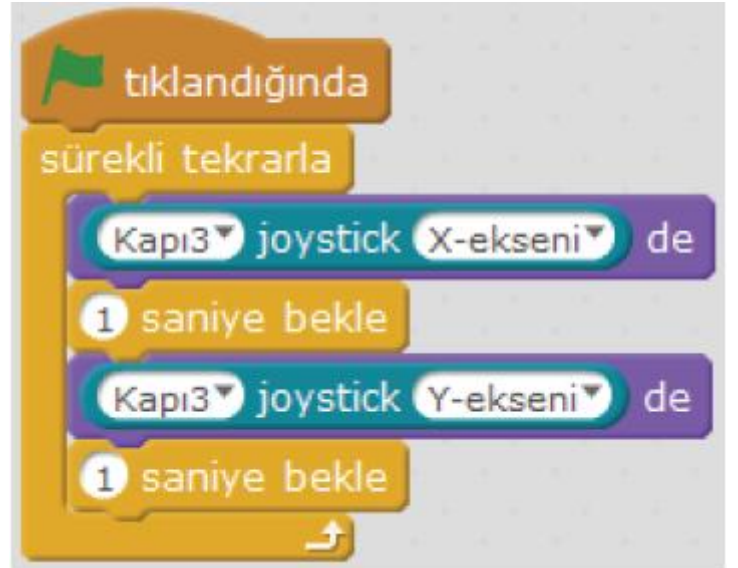 tıklandığında
sürekli tekrarla
Kapı3 joystick X-ekseni de
1 saniye bekle
Kapı3 joystick Y-ekseni de
1 saniye bekle